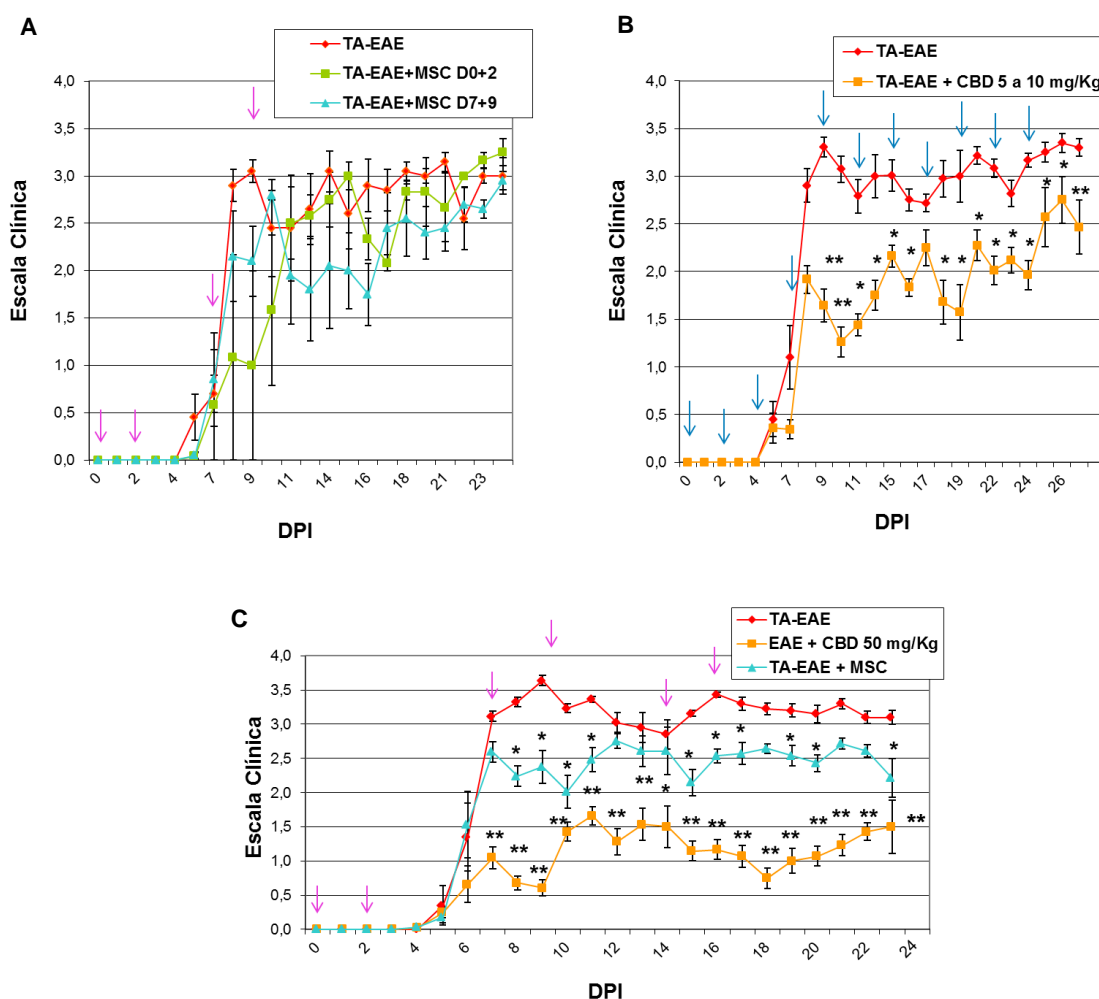 A
TA-EAE
TA-EAE+MSC D0+2
TA-EAE+MSC D7+9
Escala Clínica
4,0
3,5
3,0
2,5
2,0
1,5
1,0
0,5
0,0
0 2 4 7 9 11 14 16 18 21 23
DPI
B
TA-EAE
TA-EAE + CBD 5 a 10 mg/Kg
Escala Clínica
4,0
3,5
3,0
2,5
2,0
1,5
1,0
0,5
0,0
** ** * * * * * * * * * * * * **
0 2 4 7 9 11 14 17 19 22 24 26
DPI
C
TA-EAE
EAE + CBD 50 mg/Kg
TA-EAE + MSC
Escala Clínica
4,0
3,5
3,0
2,5
2,0
1,5
1,0
0,5
0,0
* * * * * * * * * *
** ** ** ** ** ** ** * ** ** ** ** ** ** ** ** **
0 2 4 6 8 10 12 14 16 18 20 22 24
DPI